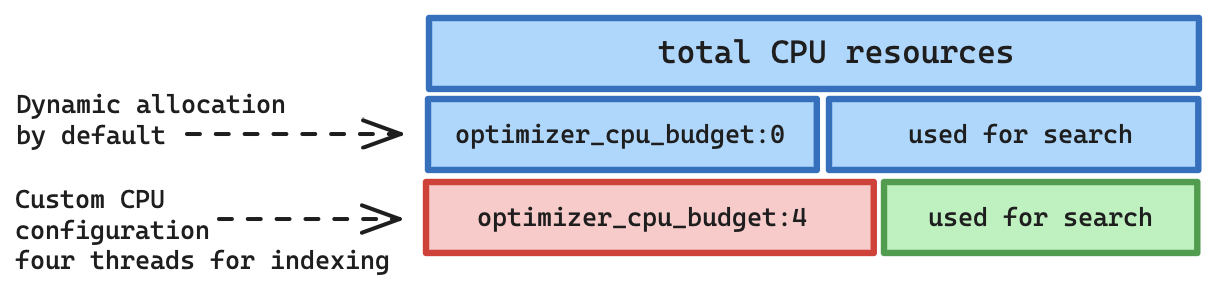 total CPU resources
Dynamic allocation
by default
optimizer_cpu_budget:0
used for search
Custom CPU
configuration
four threads for indexing
optimizer_cpu_budget:4
used for search